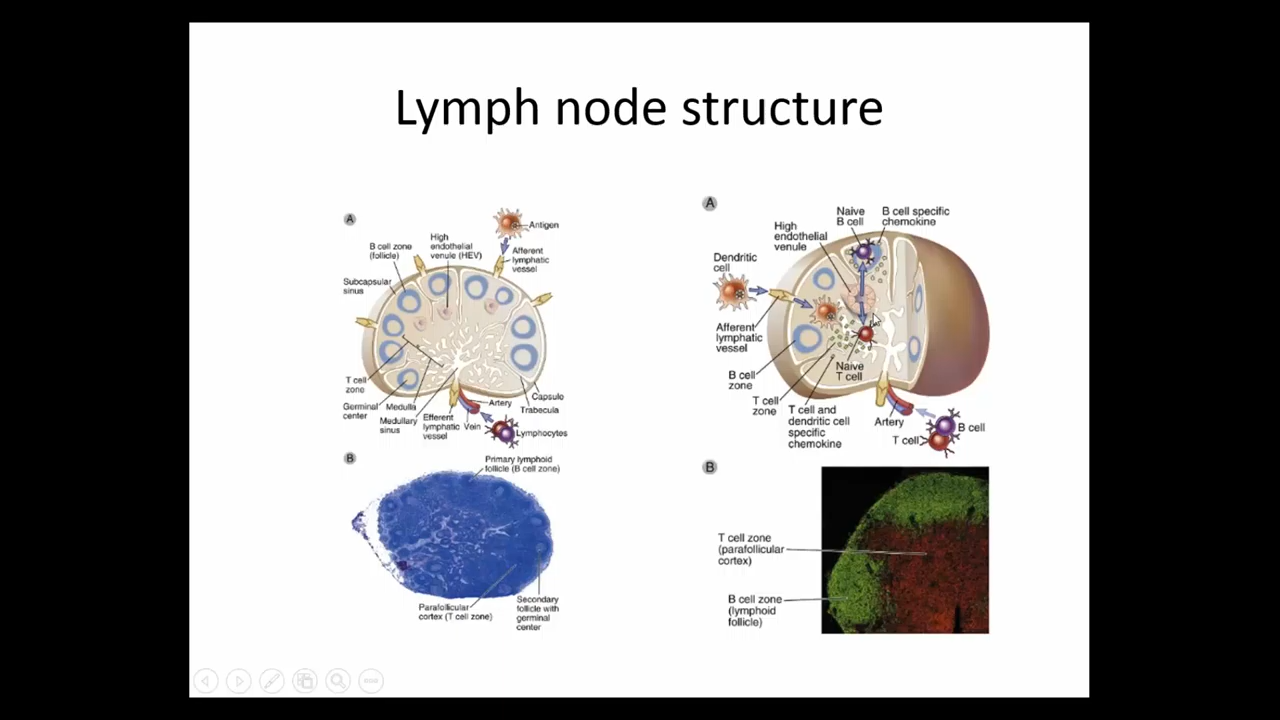 Lymph node structure
A
Antigen
B cell zone
(follicle)
High
endothelial
venule (HEV)
Afferent
lymphatic
vessel
Subcapsular
sinus
T cell
zone
Germinal
center
Medulla
Medullary
sinus
Efferent
lymphatic
vessel
Vein
Artery
Capsule
Trabecula
Lymphocytes
B
Primary lymphoid
follicle (B cell zone)
Parafollicular
cortex (T cell zone)
Secondary
follicle with
germinal
center
A
Naive
B cell
B cell specific
chemokine
High
endothelial
venule
Dendritic
cell
Afferent
lymphatic
vessel
B cell
zone
T cell
zone
Naive
T cell
T cell and
dendritic cell
specific
chemokine
Artery
B cell
T cell
B
T cell zone
(parafollicular
cortex)
B cell zone
(lymphoid
follicle)